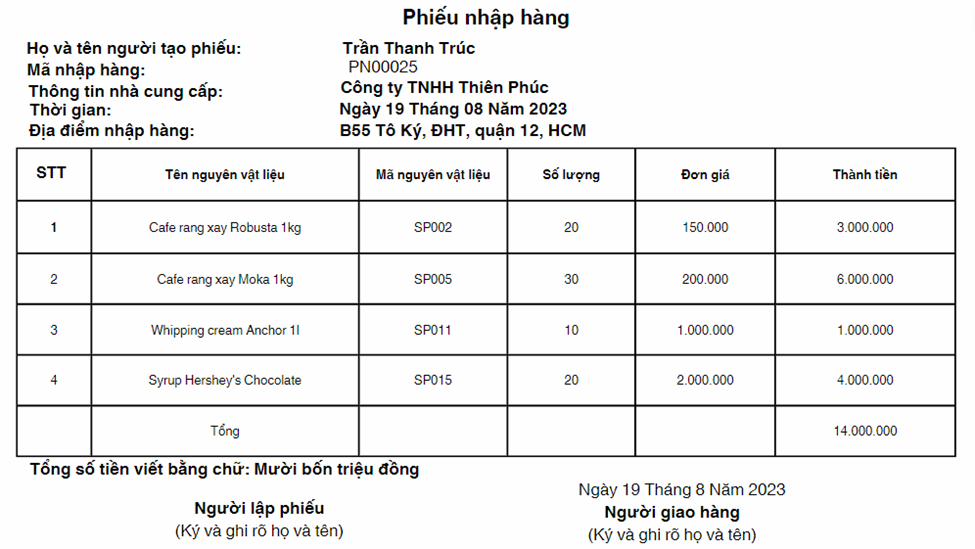 Phiếu nhập hàng
Họ và tên người tạo phiếu: Trần Thanh Trúc
Mã nhập hàng: PN00025
Thông tin nhà cung cấp: Công ty TNHH Thiên Phúc
Thời gian: Ngày 19 Tháng 08 Năm 2023
Địa điểm nhập hàng: B55 Tô Ký, ĐHT, quận 12, HCM
STT Tên nguyên vật liệu Mã nguyên vật liệu Số lượng Đơn giá Thành tiền
1 Cafe rang xay Robusta 1kg SP002 20 150.000 3.000.000
2 Cafe rang xay Moka 1kg SP005 30 200.000 6.000.000
3 Whipping cream Anchor 1l SP011 10 1.000.000 1.000.000
4 Syrup Hershey's Chocolate SP015 20 2.000.000 4.000.000
Tổng 14.000.000
Tổng số tiền viết bằng chữ: Mười bốn triệu đồng
Ngày 19 Tháng 8 Năm 2023
Người lập phiếu Người giao hàng
(Ký và ghi rõ họ và tên) (Ký và ghi rõ họ và tên)